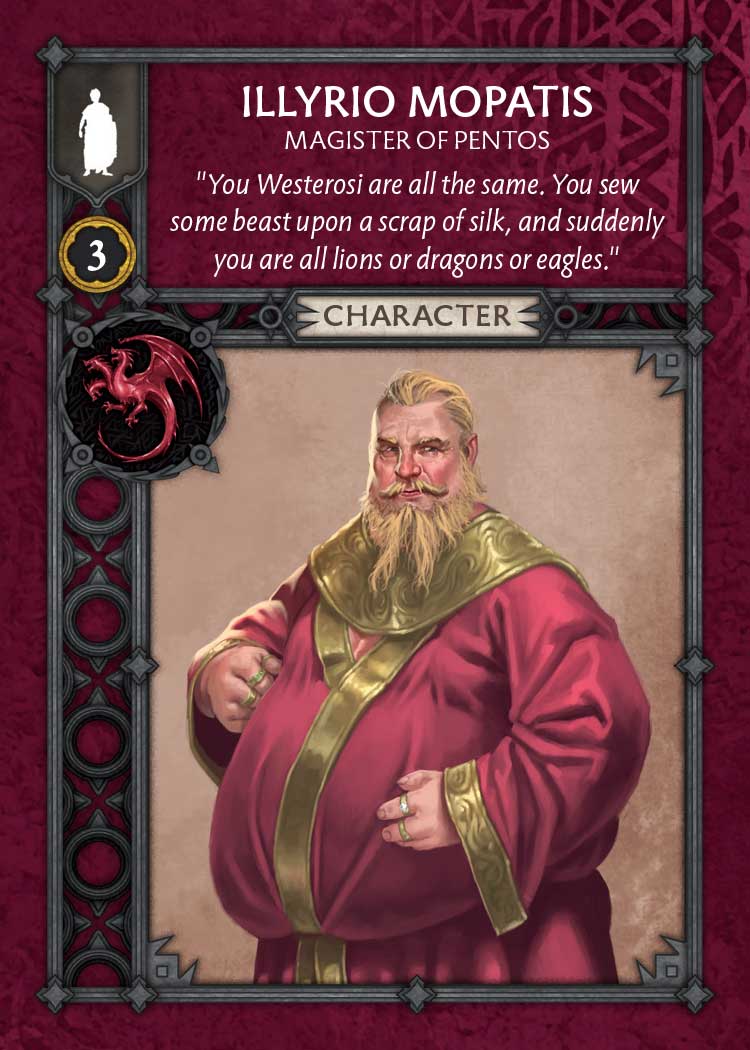 ILLYRIO MOPATIS
MAGISTER OF PENTOS
"You Westerosi are all the same. You sew
some beast upon a scrap of silk, and suddenly
you are all lions or dragons or eagles."
3
CHARACTER